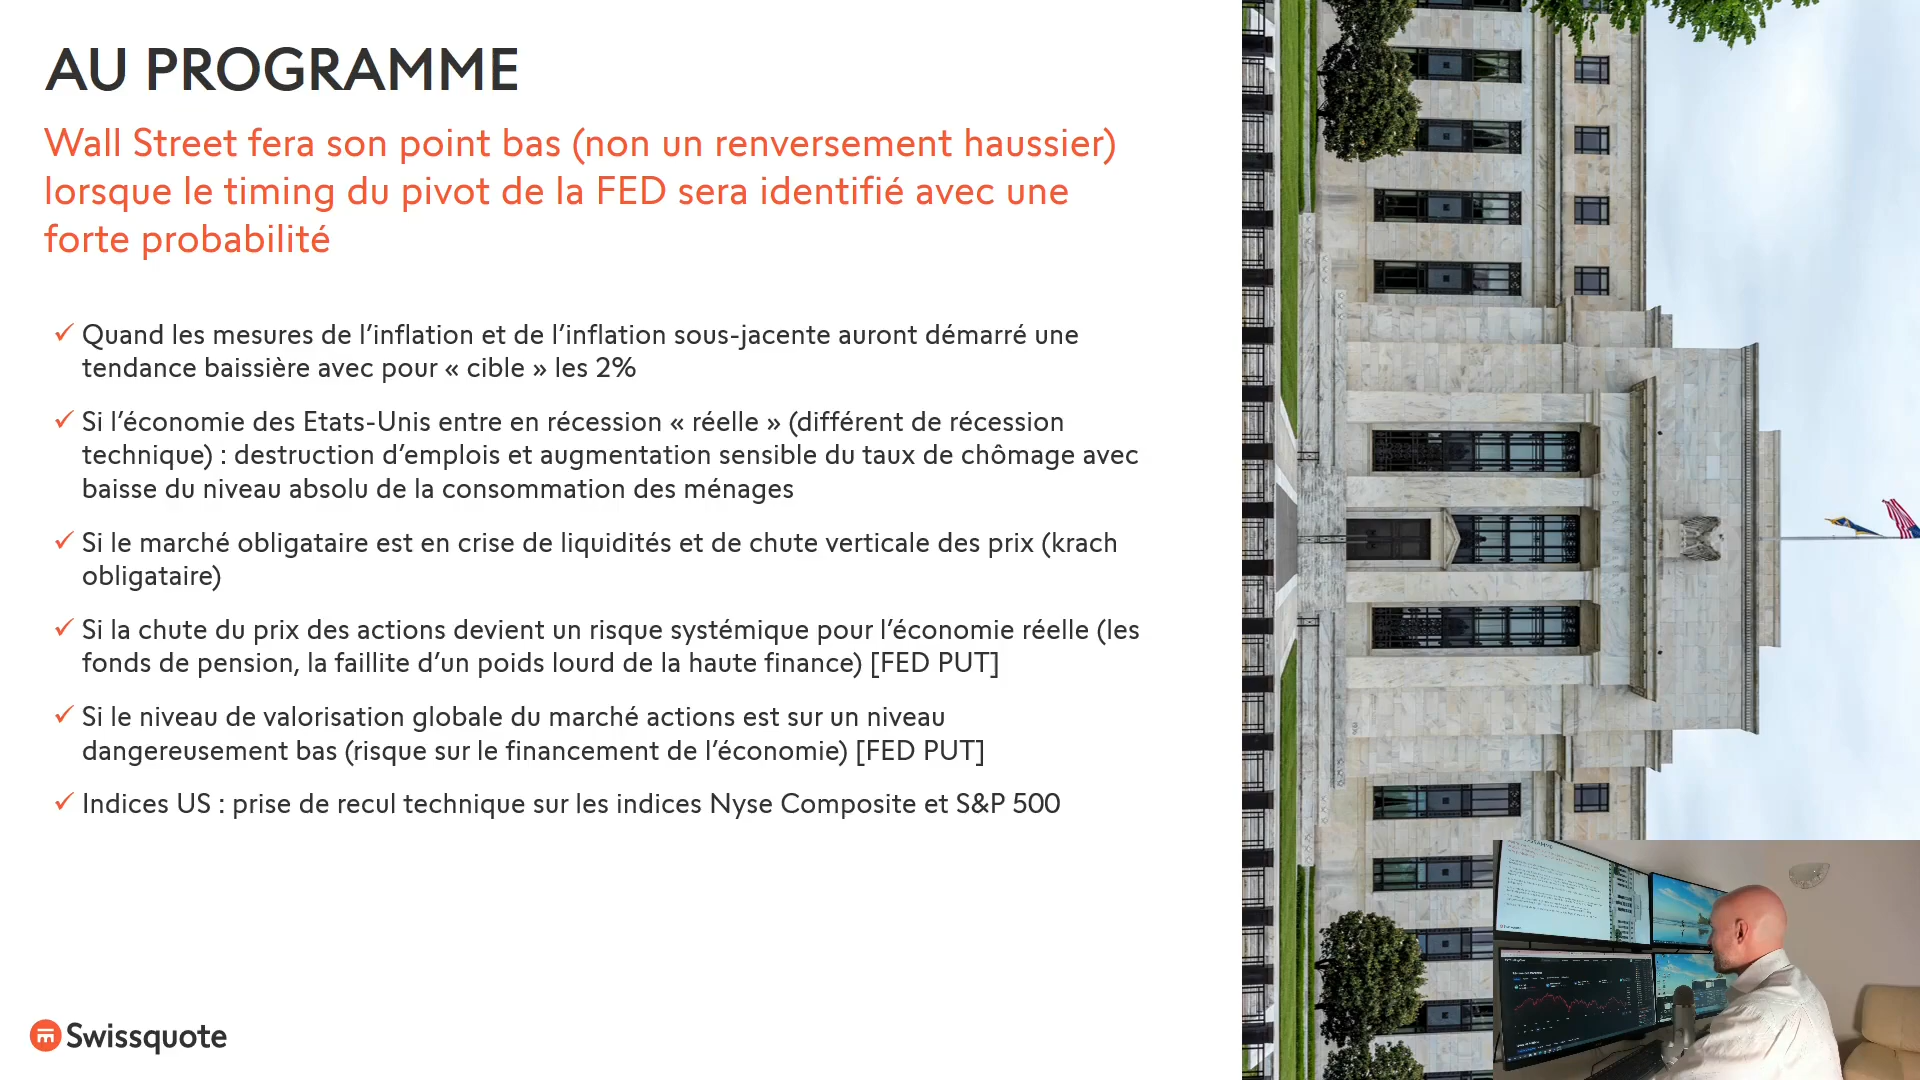 AU PROGRAMME
Wall Street fera son point bas (non un renversement haussier)
lorsque le timing du pivot de la FED sera identifié avec une
forte probabilité
✓ Quand les mesures de l’inflation et de l’inflation sous-jacente auront démarré une
tendance baissière avec pour « cible » les 2%
✓ Si l’économie des Etats-Unis entre en récession « réelle » (différent de récession
technique) : destruction d’emplois et augmentation sensible du taux de chômage avec
baisse du niveau absolu de la consommation des ménages
✓ Si le marché obligataire est en crise de liquidités et de chute verticale des prix (krach
obligataire)
✓ Si la chute du prix des actions devient un risque systémique pour l’économie réelle (les
fonds de pension, la faillite d’un poids lourd de la haute finance) [FED PUT]
✓ Si le niveau de valorisation globale du marché actions est sur un niveau
dangereusement bas (risque sur le financement de l’économie) [FED PUT]
✓ Indices US : prise de recul technique sur les indices Nyse Composite et S&P 500
Swissquote